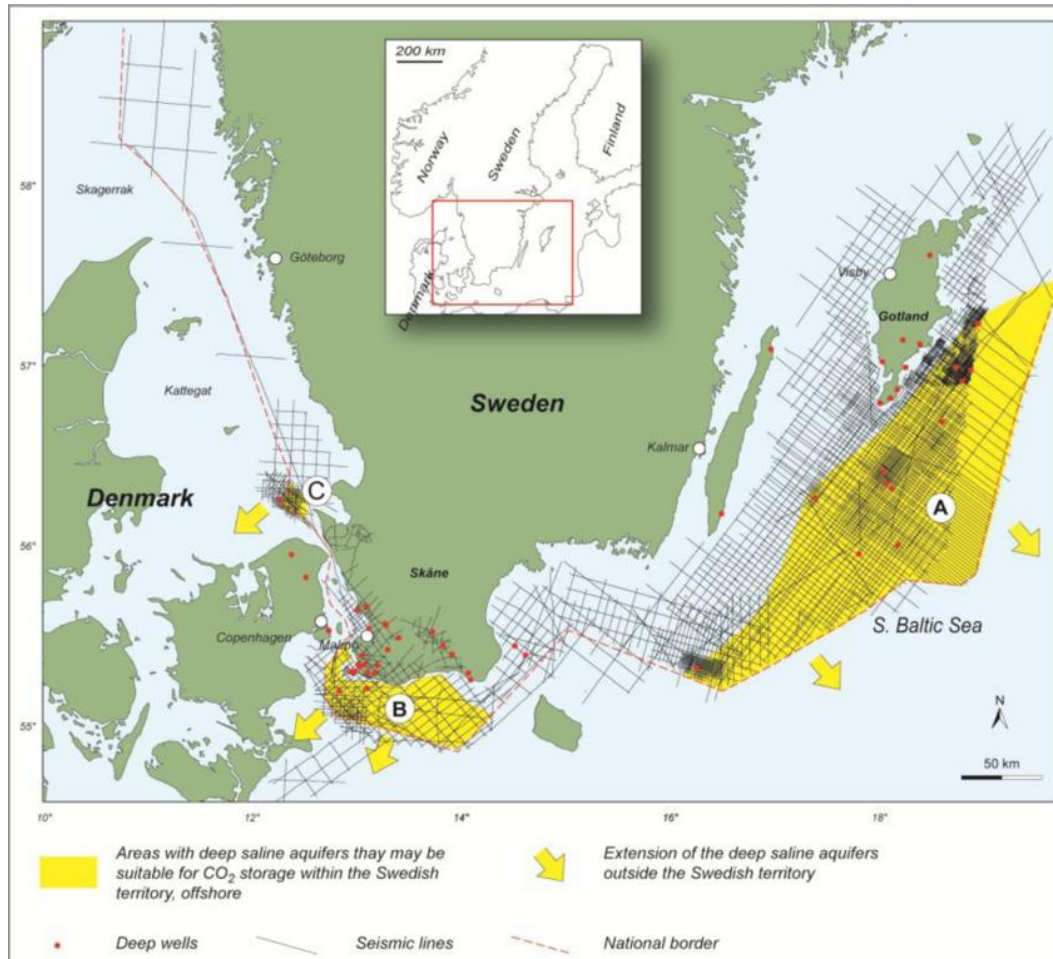 200 km
Norway
Sweden
Finland
Denmark
58°
Skagerrak
Göteborg
Visby
Gotland
57°
Kattegat
Sweden
Kalmar
Denmark
C
A
56°
Skåne
Copenhagen
Malmö
S. Baltic Sea
B
55°
N
50 km
10°
12°
14°
16°
18°
Areas with deep saline aquifers thay may be
suitable for CO₂ storage within the Swedish
territory, offshore
Extension of the deep saline aquifers
outside the Swedish territory
Deep wells
Seismic lines
National border